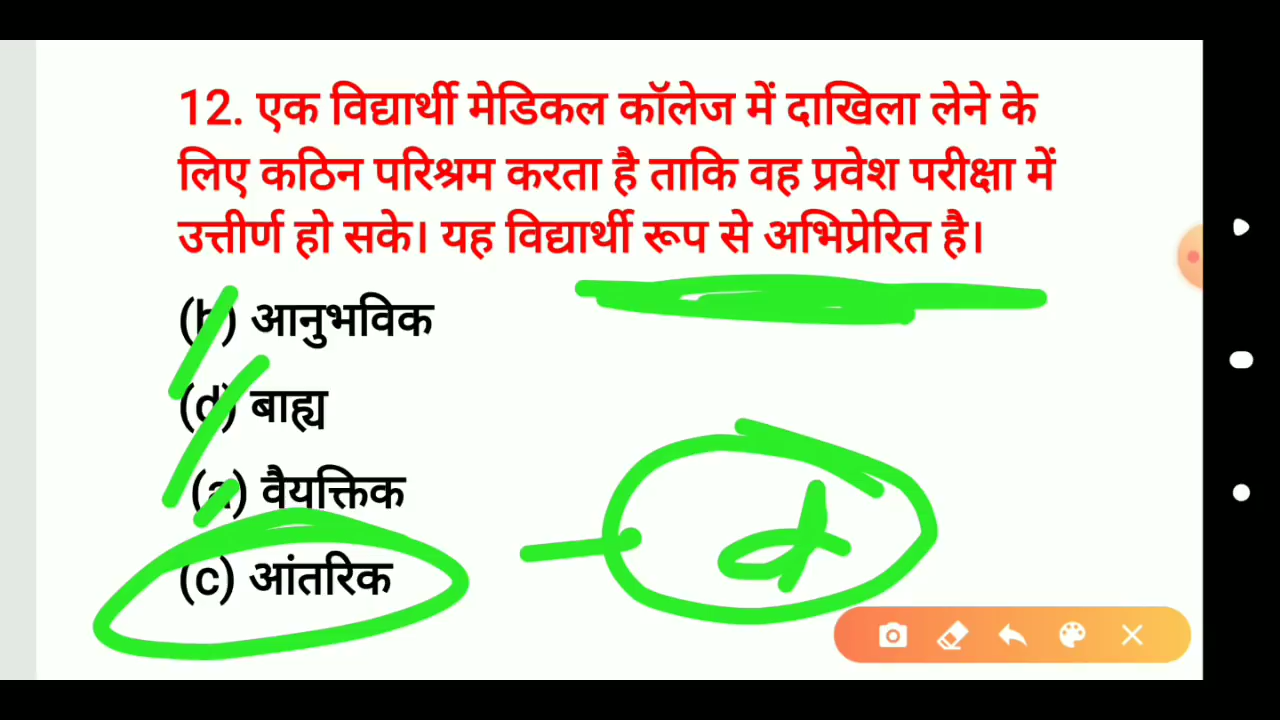 12. एक विद्यार्थी मेडिकल कॉलेज में दाखिला लेने के
लिए कठिन परिश्रम करता है ताकि वह प्रवेश परीक्षा में
उत्तीर्ण हो सके। यह विद्यार्थी रूप से अभिप्रेरित है।
(b) आनुभविक
(d) बाह्य
(a) वैयक्तिक
(c) आंतरिक
d